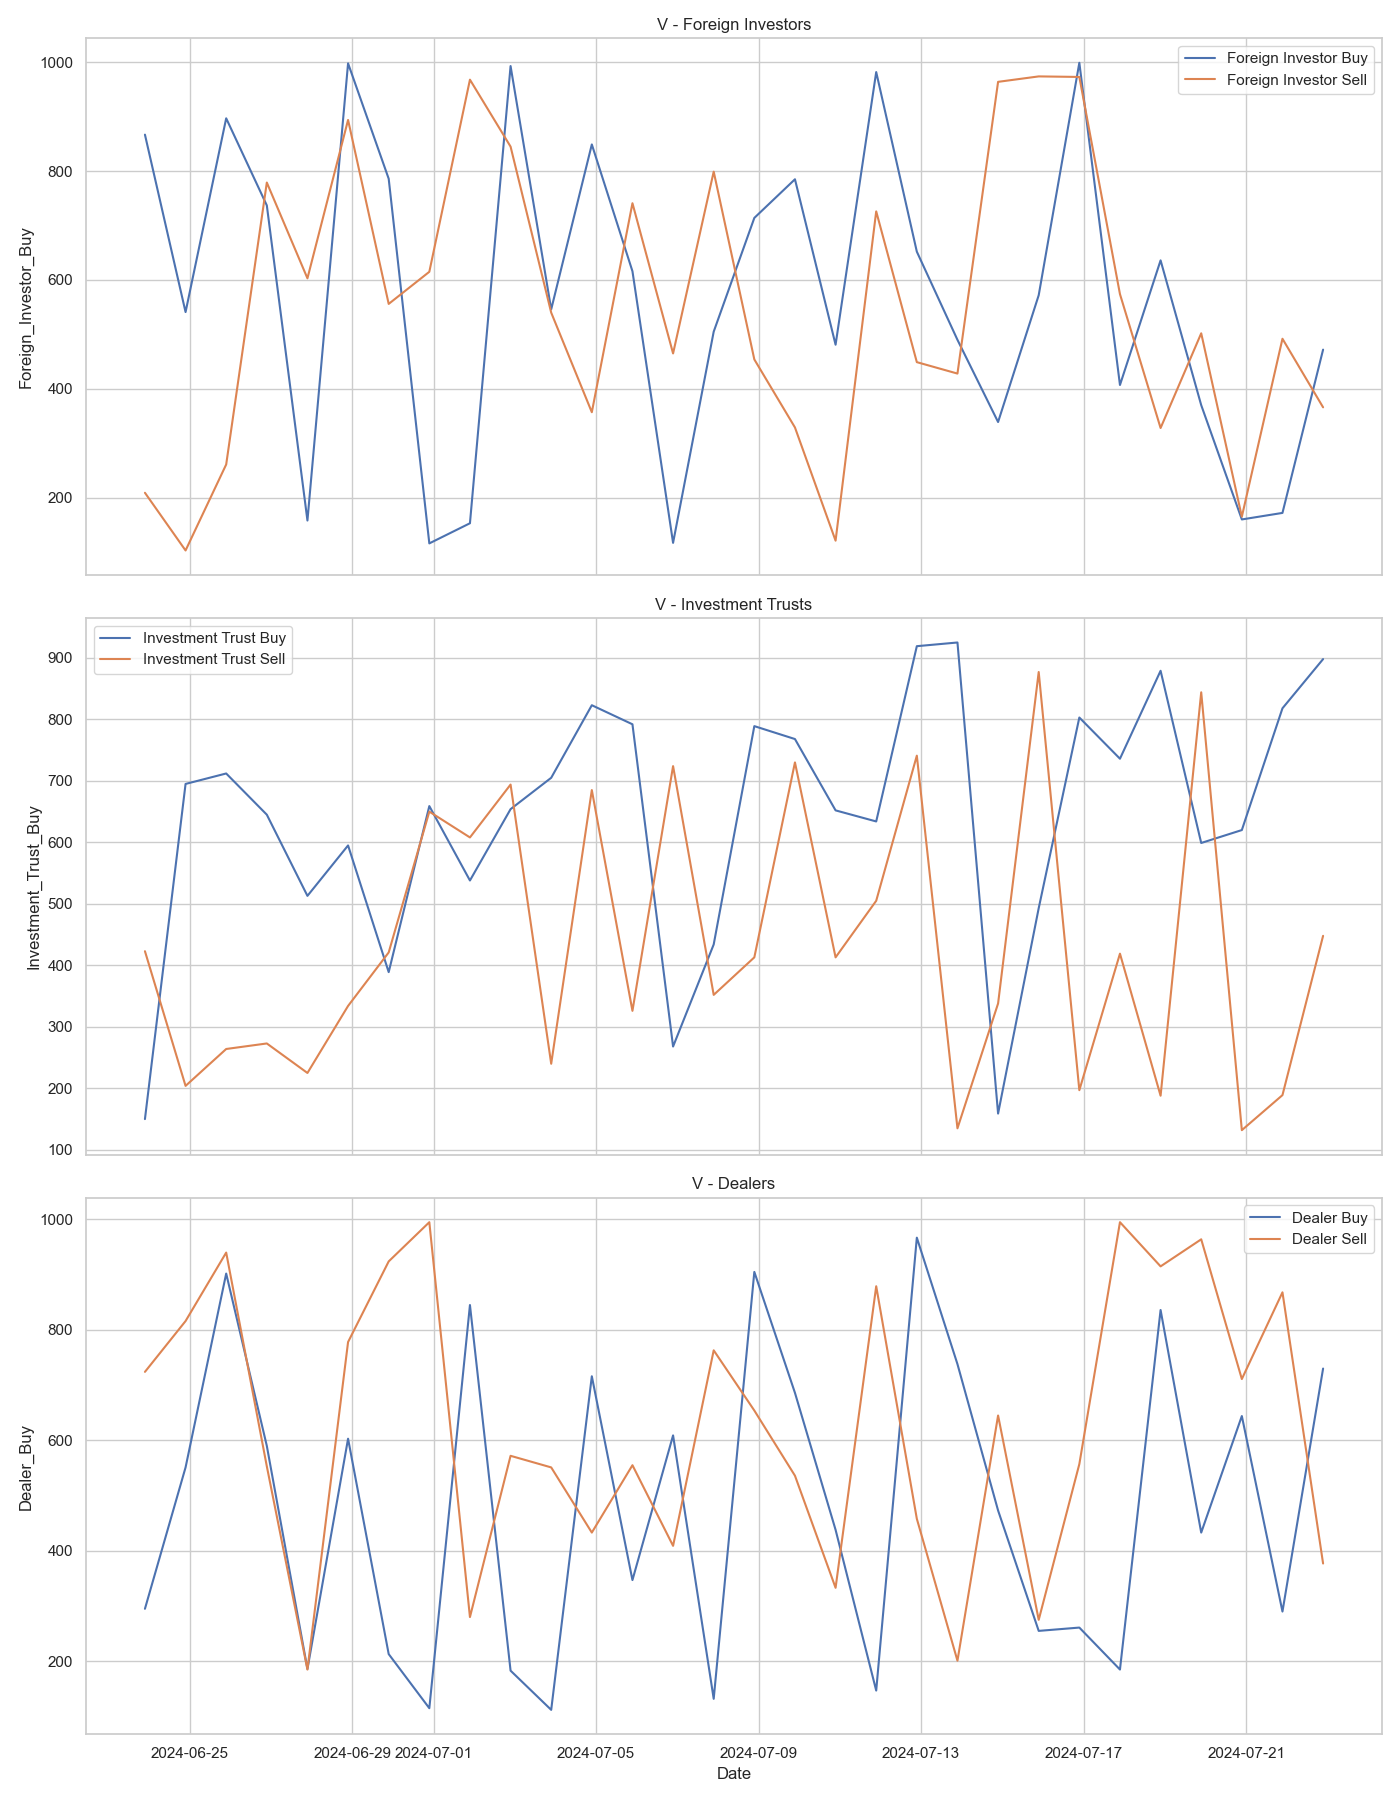 V - Foreign Investors
Foreign_Investor_Buy
1000
800
600
400
200
Foreign Investor Buy
Foreign Investor Sell
V - Investment Trusts
Investment_Trust_Buy
900
800
700
600
500
400
300
200
100
Investment Trust Buy
Investment Trust Sell
V - Dealers
Dealer_Buy
1000
800
600
400
200
Dealer Buy
Dealer Sell
2024-06-25 2024-06-29 2024-07-01 2024-07-05 2024-07-09 2024-07-13 2024-07-17 2024-07-21
Date